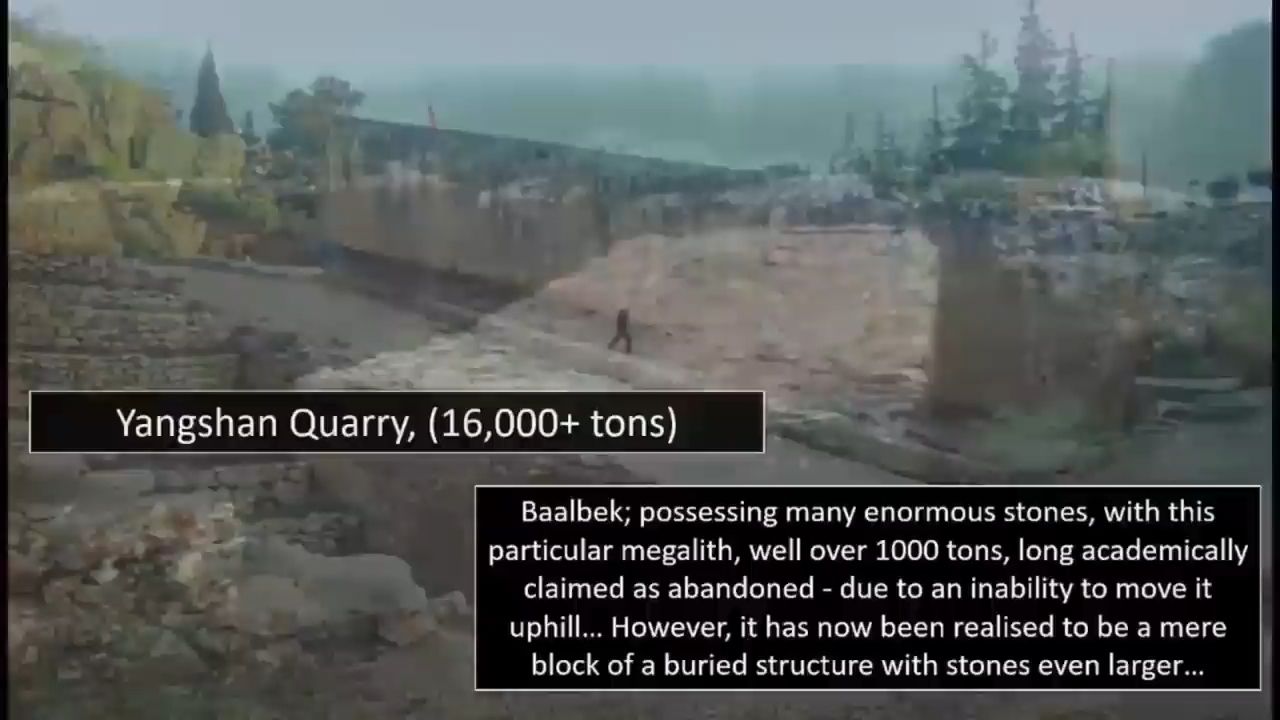 Yangshan Quarry, (16,000+ tons)
Baalbek; possessing many enormous stones, with this
particular megalith, well over 1000 tons, long academically
claimed as abandoned - due to an inability to move it
uphill... However, it has now been realised to be a mere
block of a buried structure with stones even larger...